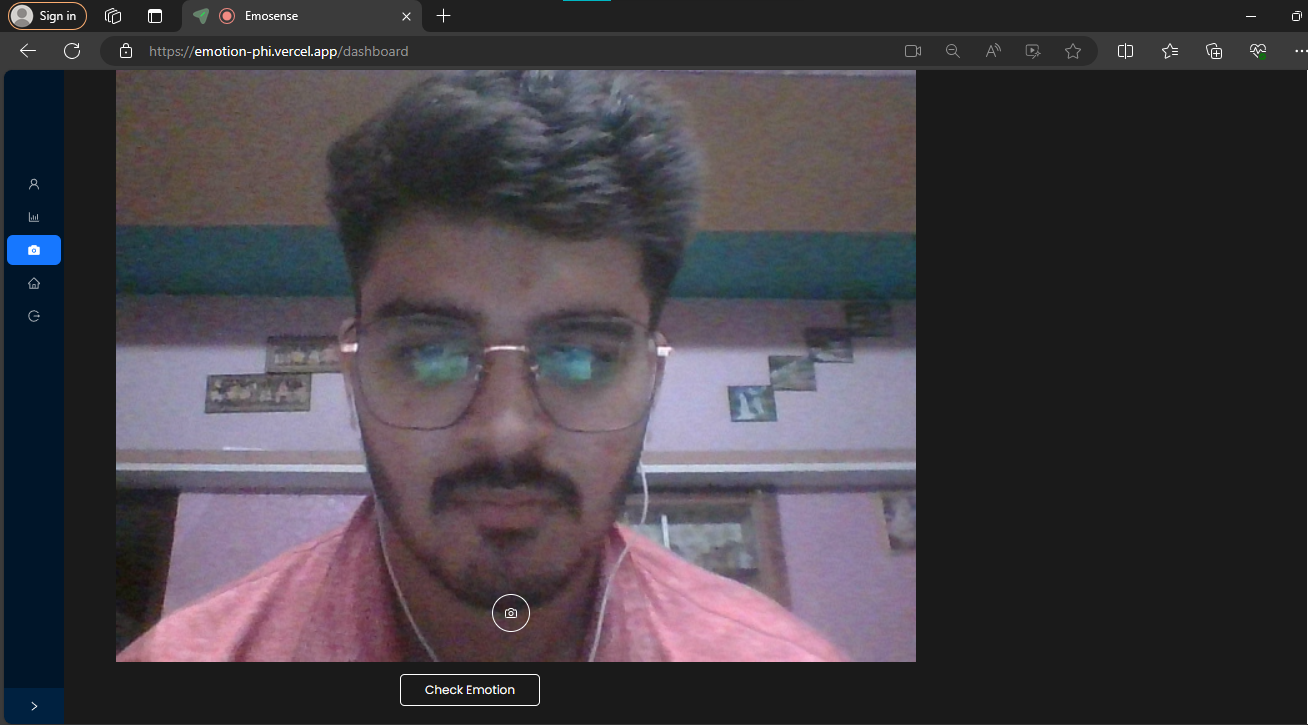 Sign in
Emosense
https://emotion-phi.vercel.app/dashboard
Check Emotion